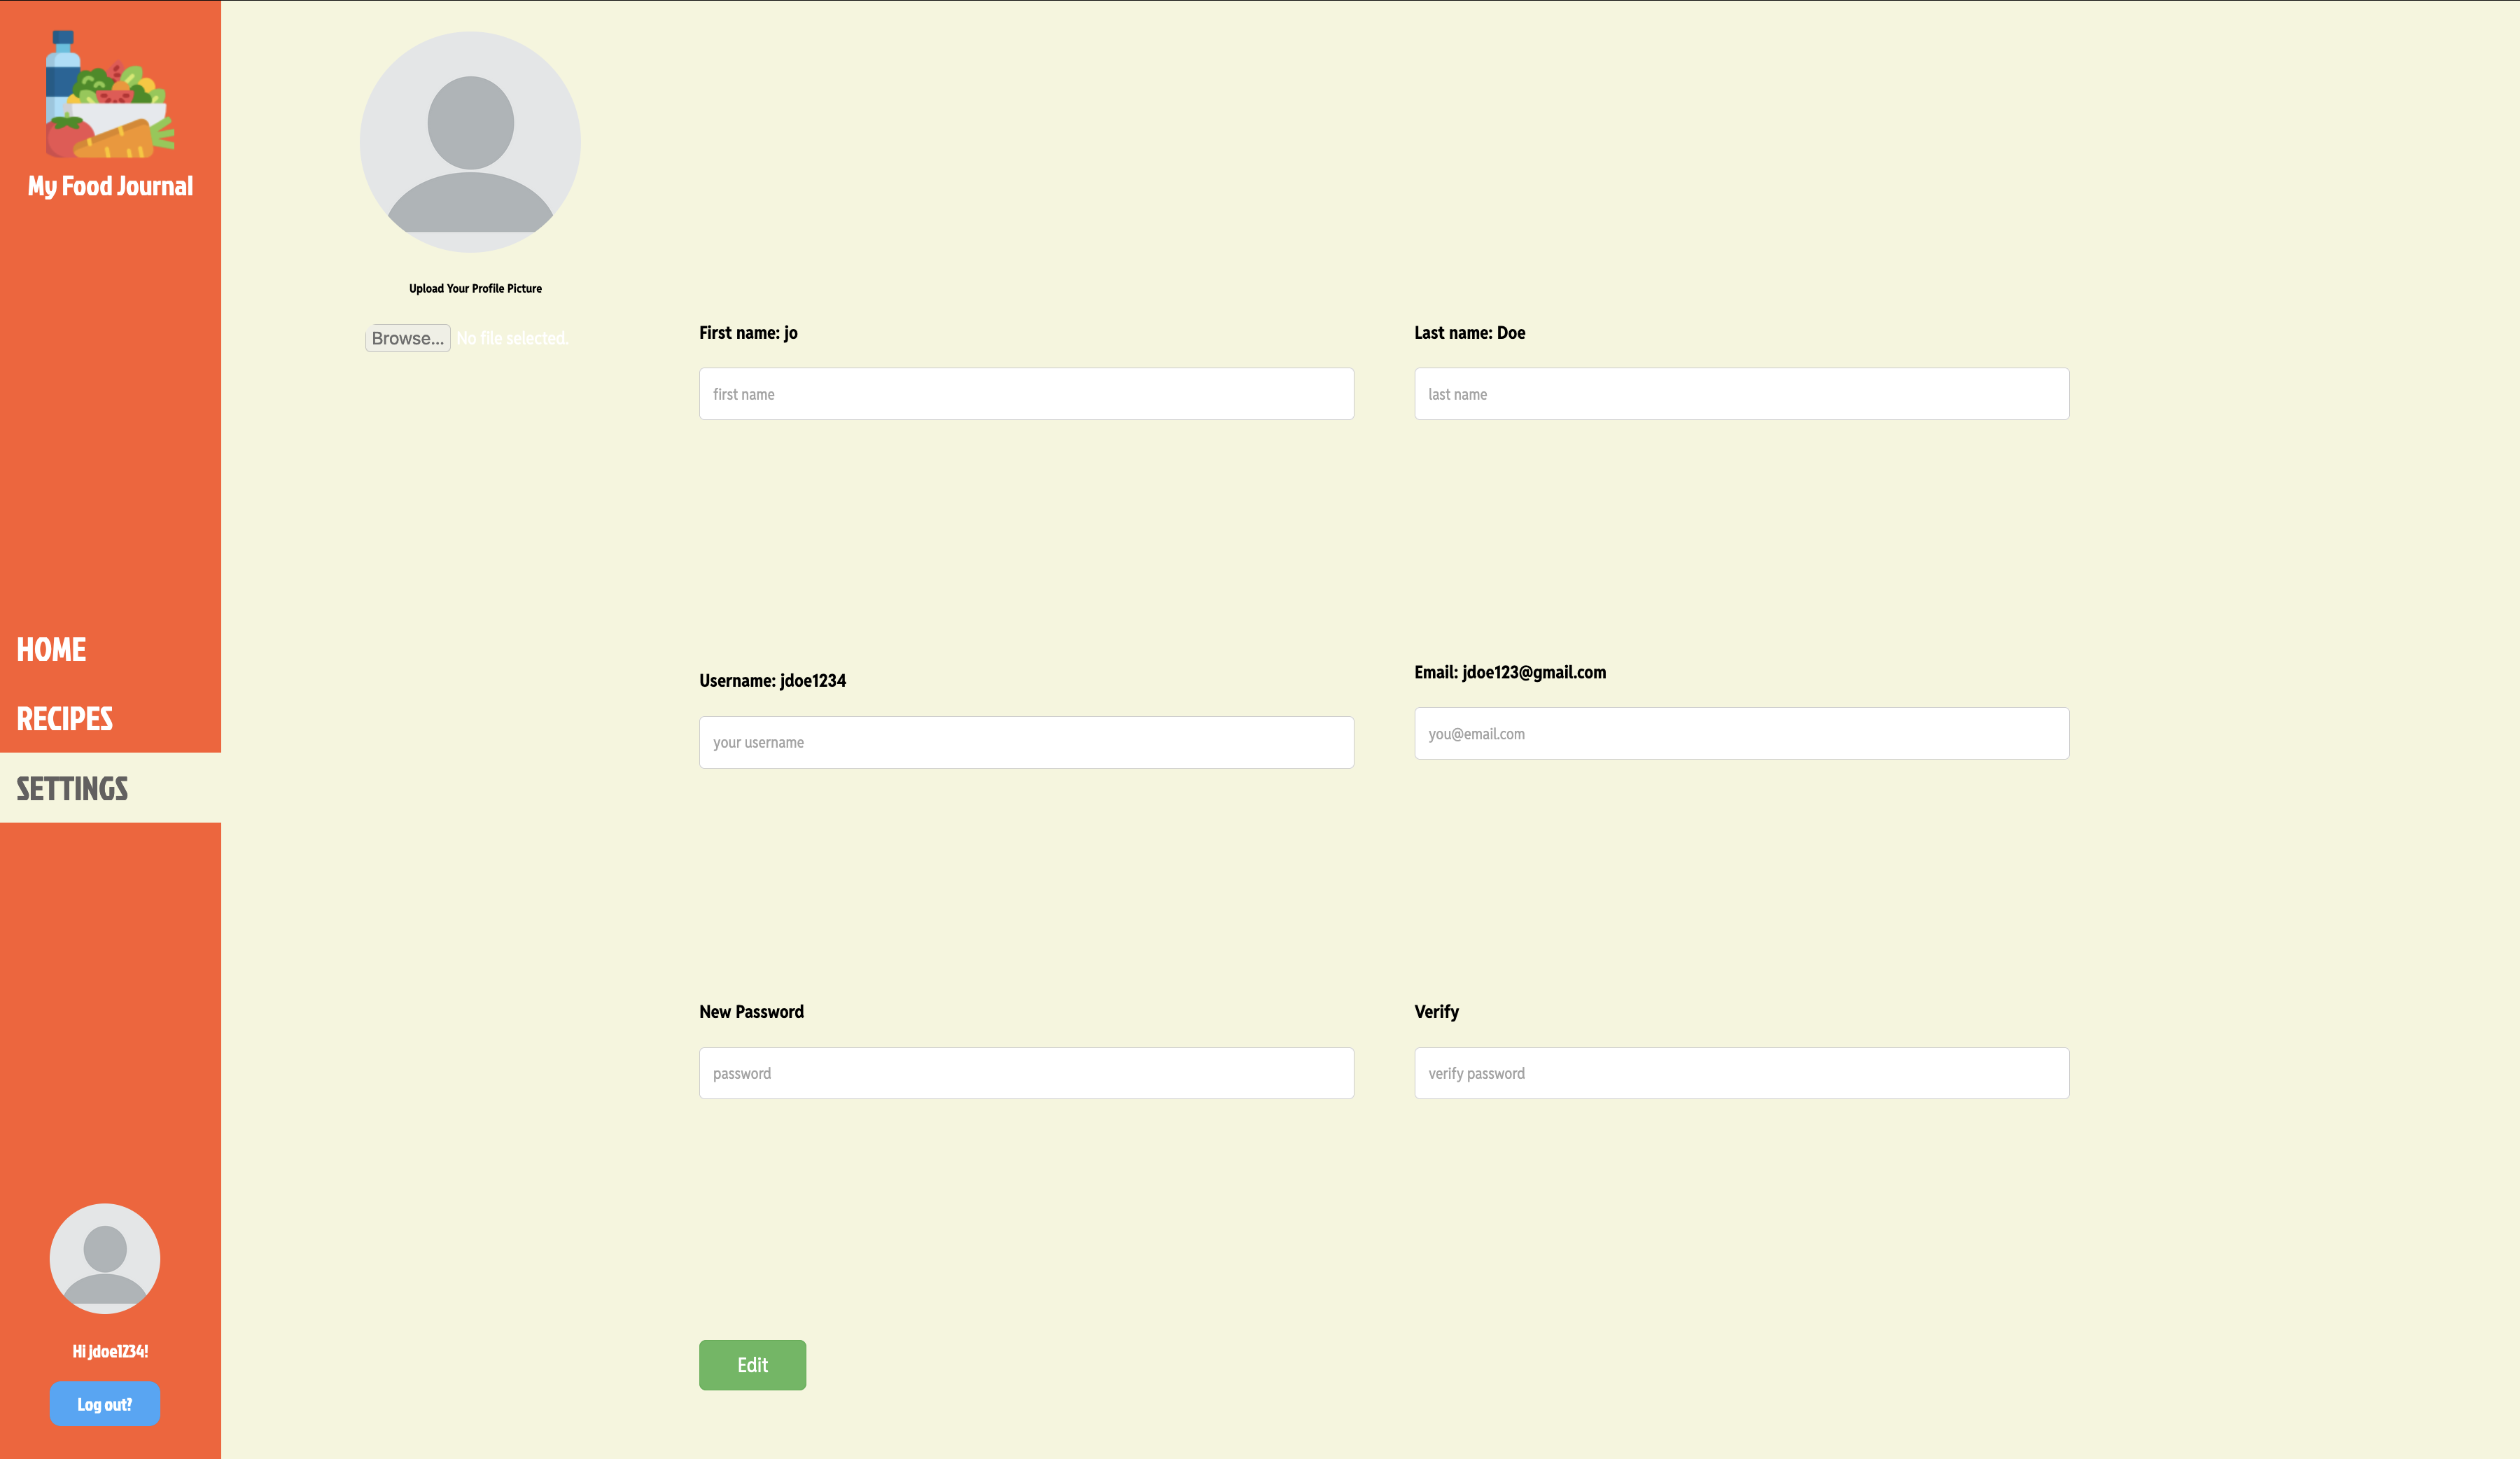 My Food Journal
HOME
RECIPES
SETTINGS
Hi jdoe1234!
Log out?
Upload Your Profile Picture
Browse... No file selected.
First name: jo
first name
Last name: Doe
last name
Username: jdoe1234
your username
Email: jdoe123@gmail.com
you@email.com
New Password
password
Verify
verify password
Edit